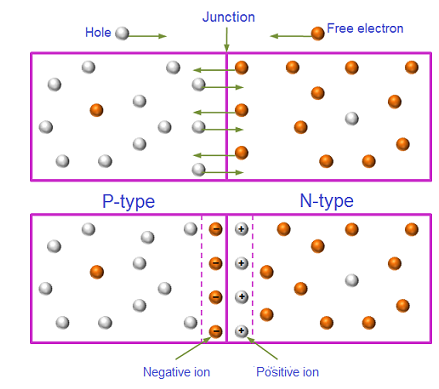 Junction
Hole
Free electron
P-type
N-type
− +
− +
− +
− +
Negative ion
Positive ion